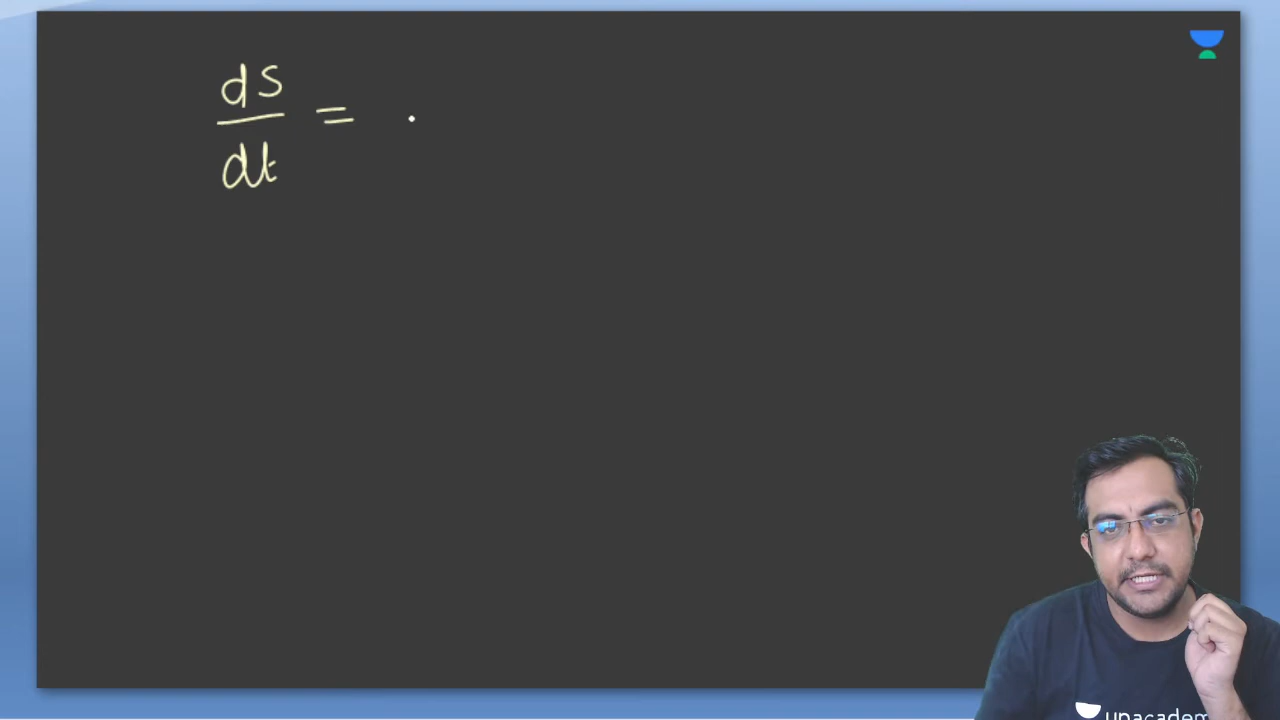 ds
dt =
unacadem